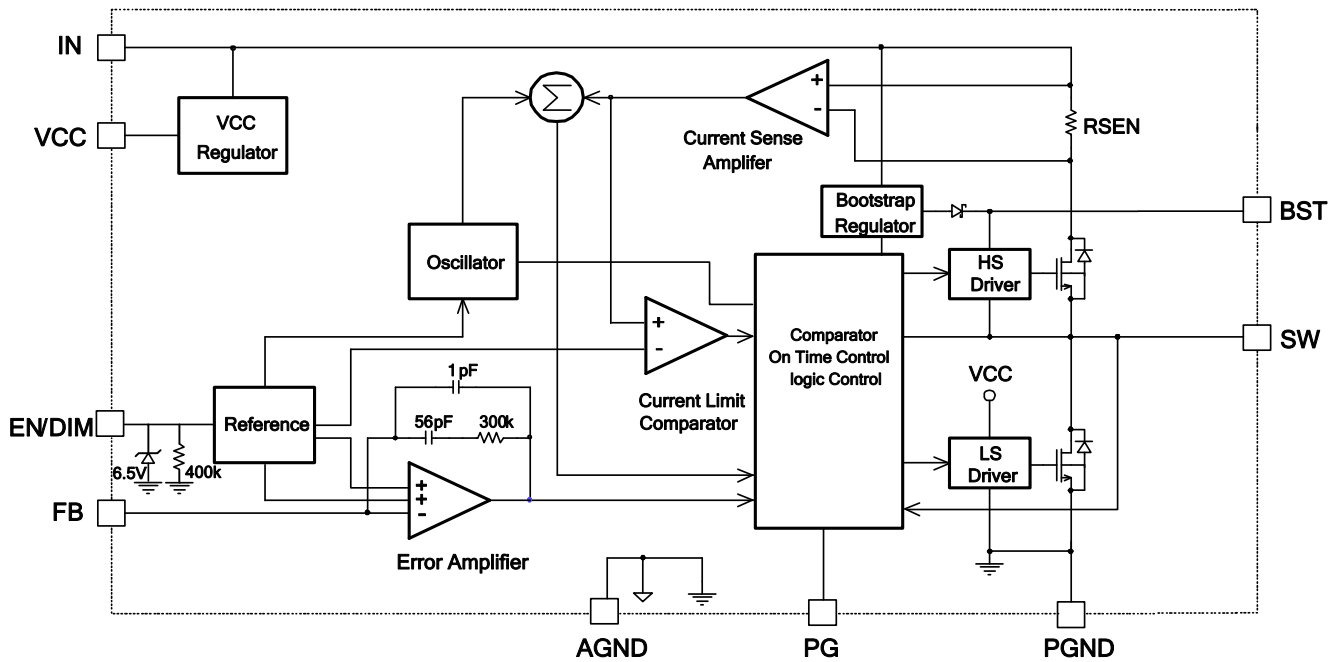 IN
VCC
VCC
Regulator
Σ
+
-
Current Sense
Amplifer
RSEN
Bootstrap
Regulator
BST
Oscillator
HS
Driver
+
-
Current Limit
Comparator
Comparator
On Time Control
logic Control
SW
VCC
1pF
56pF
300k
EN/DIM
Reference
6.5V
400k
LS
Driver
FB
+
+
-
Error Amplifier
AGND
PG
PGND